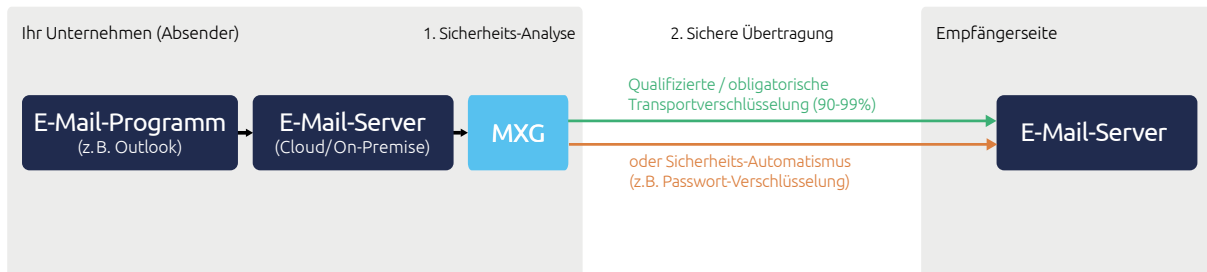 Ihr Unternehmen (Absender)
1. Sicherheits-Analyse
2. Sichere Übertragung
Empfängerseite
E-Mail-Programm
(z. B. Outlook)
E-Mail-Server
(Cloud/On-Premise)
MXG
Qualifizierte / obligatorische
Transportverschlüsselung (90-99%)
oder Sicherheits-Automatismus
(z.B. Passwort-Verschlüsselung)
E-Mail-Server